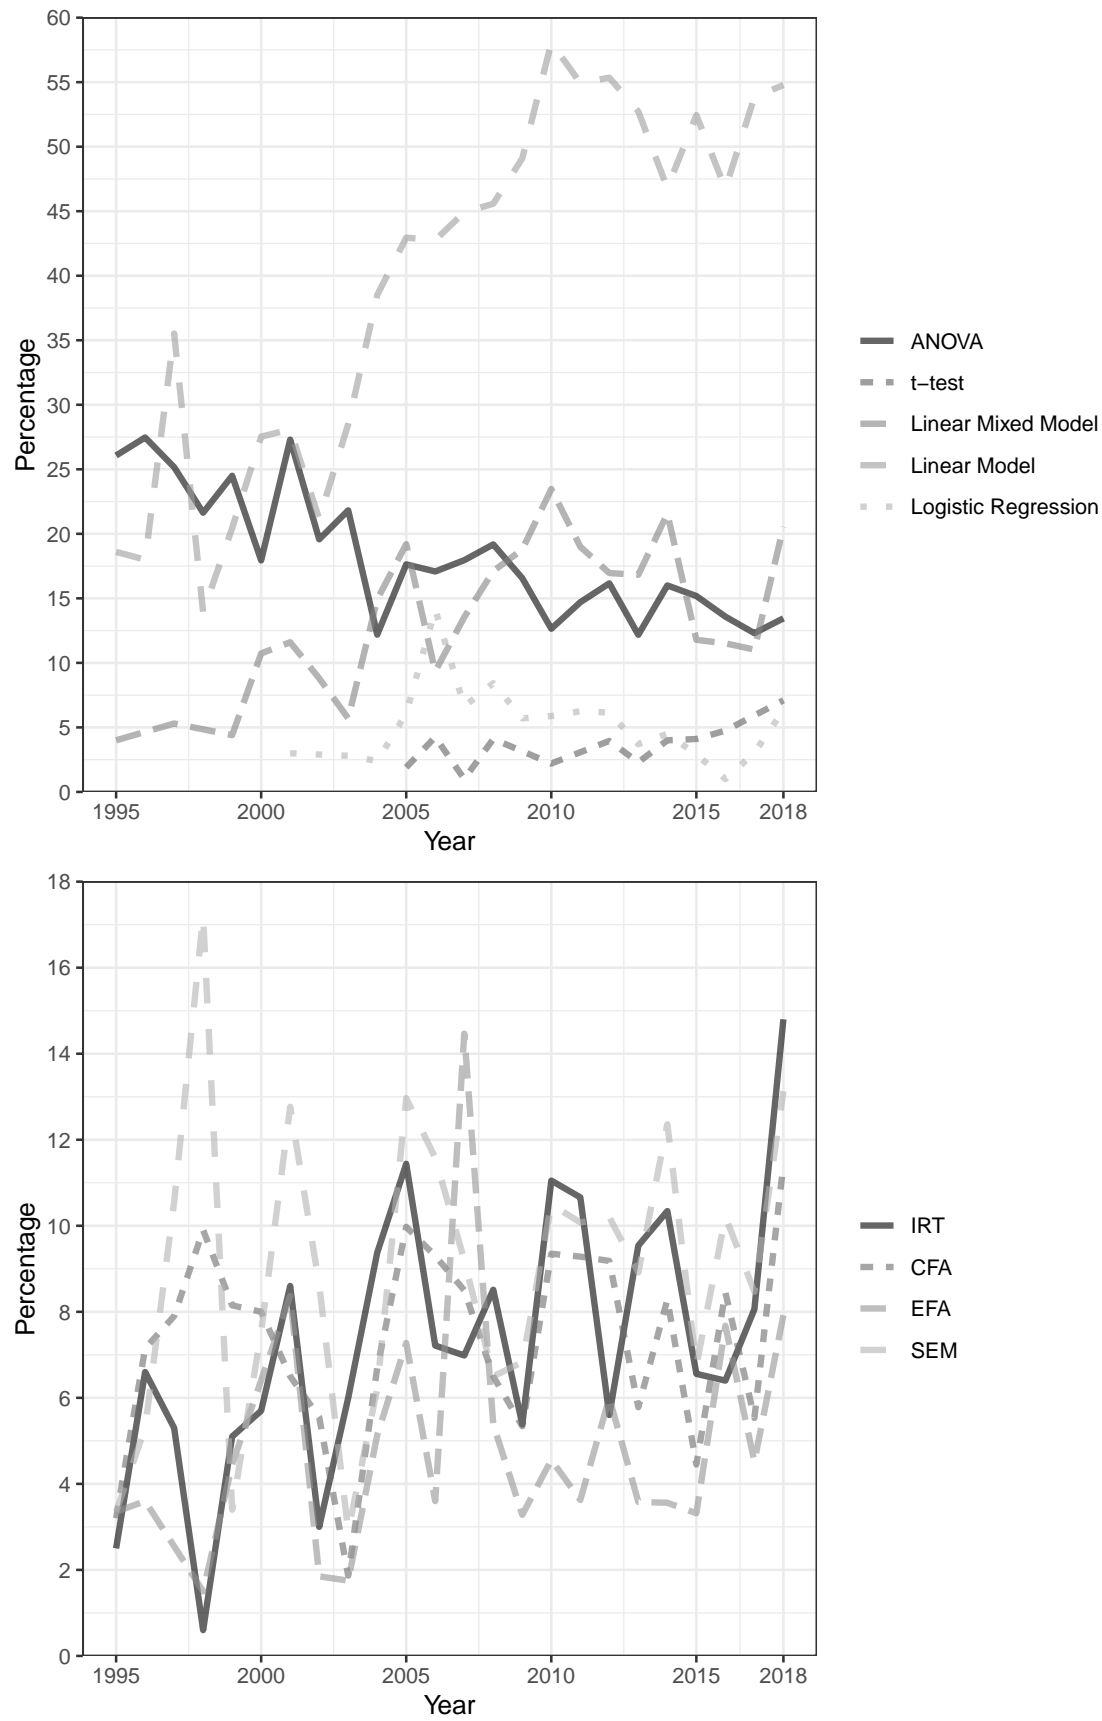 60
55
50
45
40
35
30
25
20
15
10
5
0
Percentage
1995 2000 2005 2010 2015 2018
Year
ANOVA
t−test
Linear Mixed Model
Linear Model
Logistic Regression
18
16
14
12
10
8
6
4
2
0
Percentage
1995 2000 2005 2010 2015 2018
Year
IRT
CFA
EFA
SEM